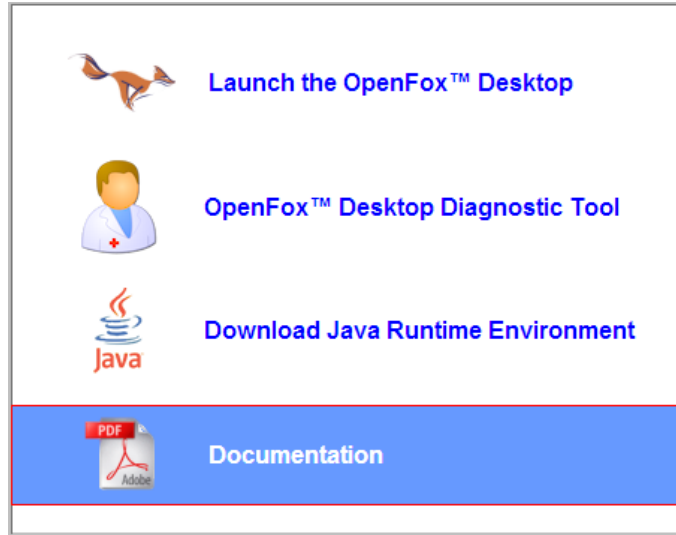 Launch the OpenFox™ Desktop
OpenFox™ Desktop Diagnostic Tool
Java
Download Java Runtime Environment
PDF
Adobe
Documentation